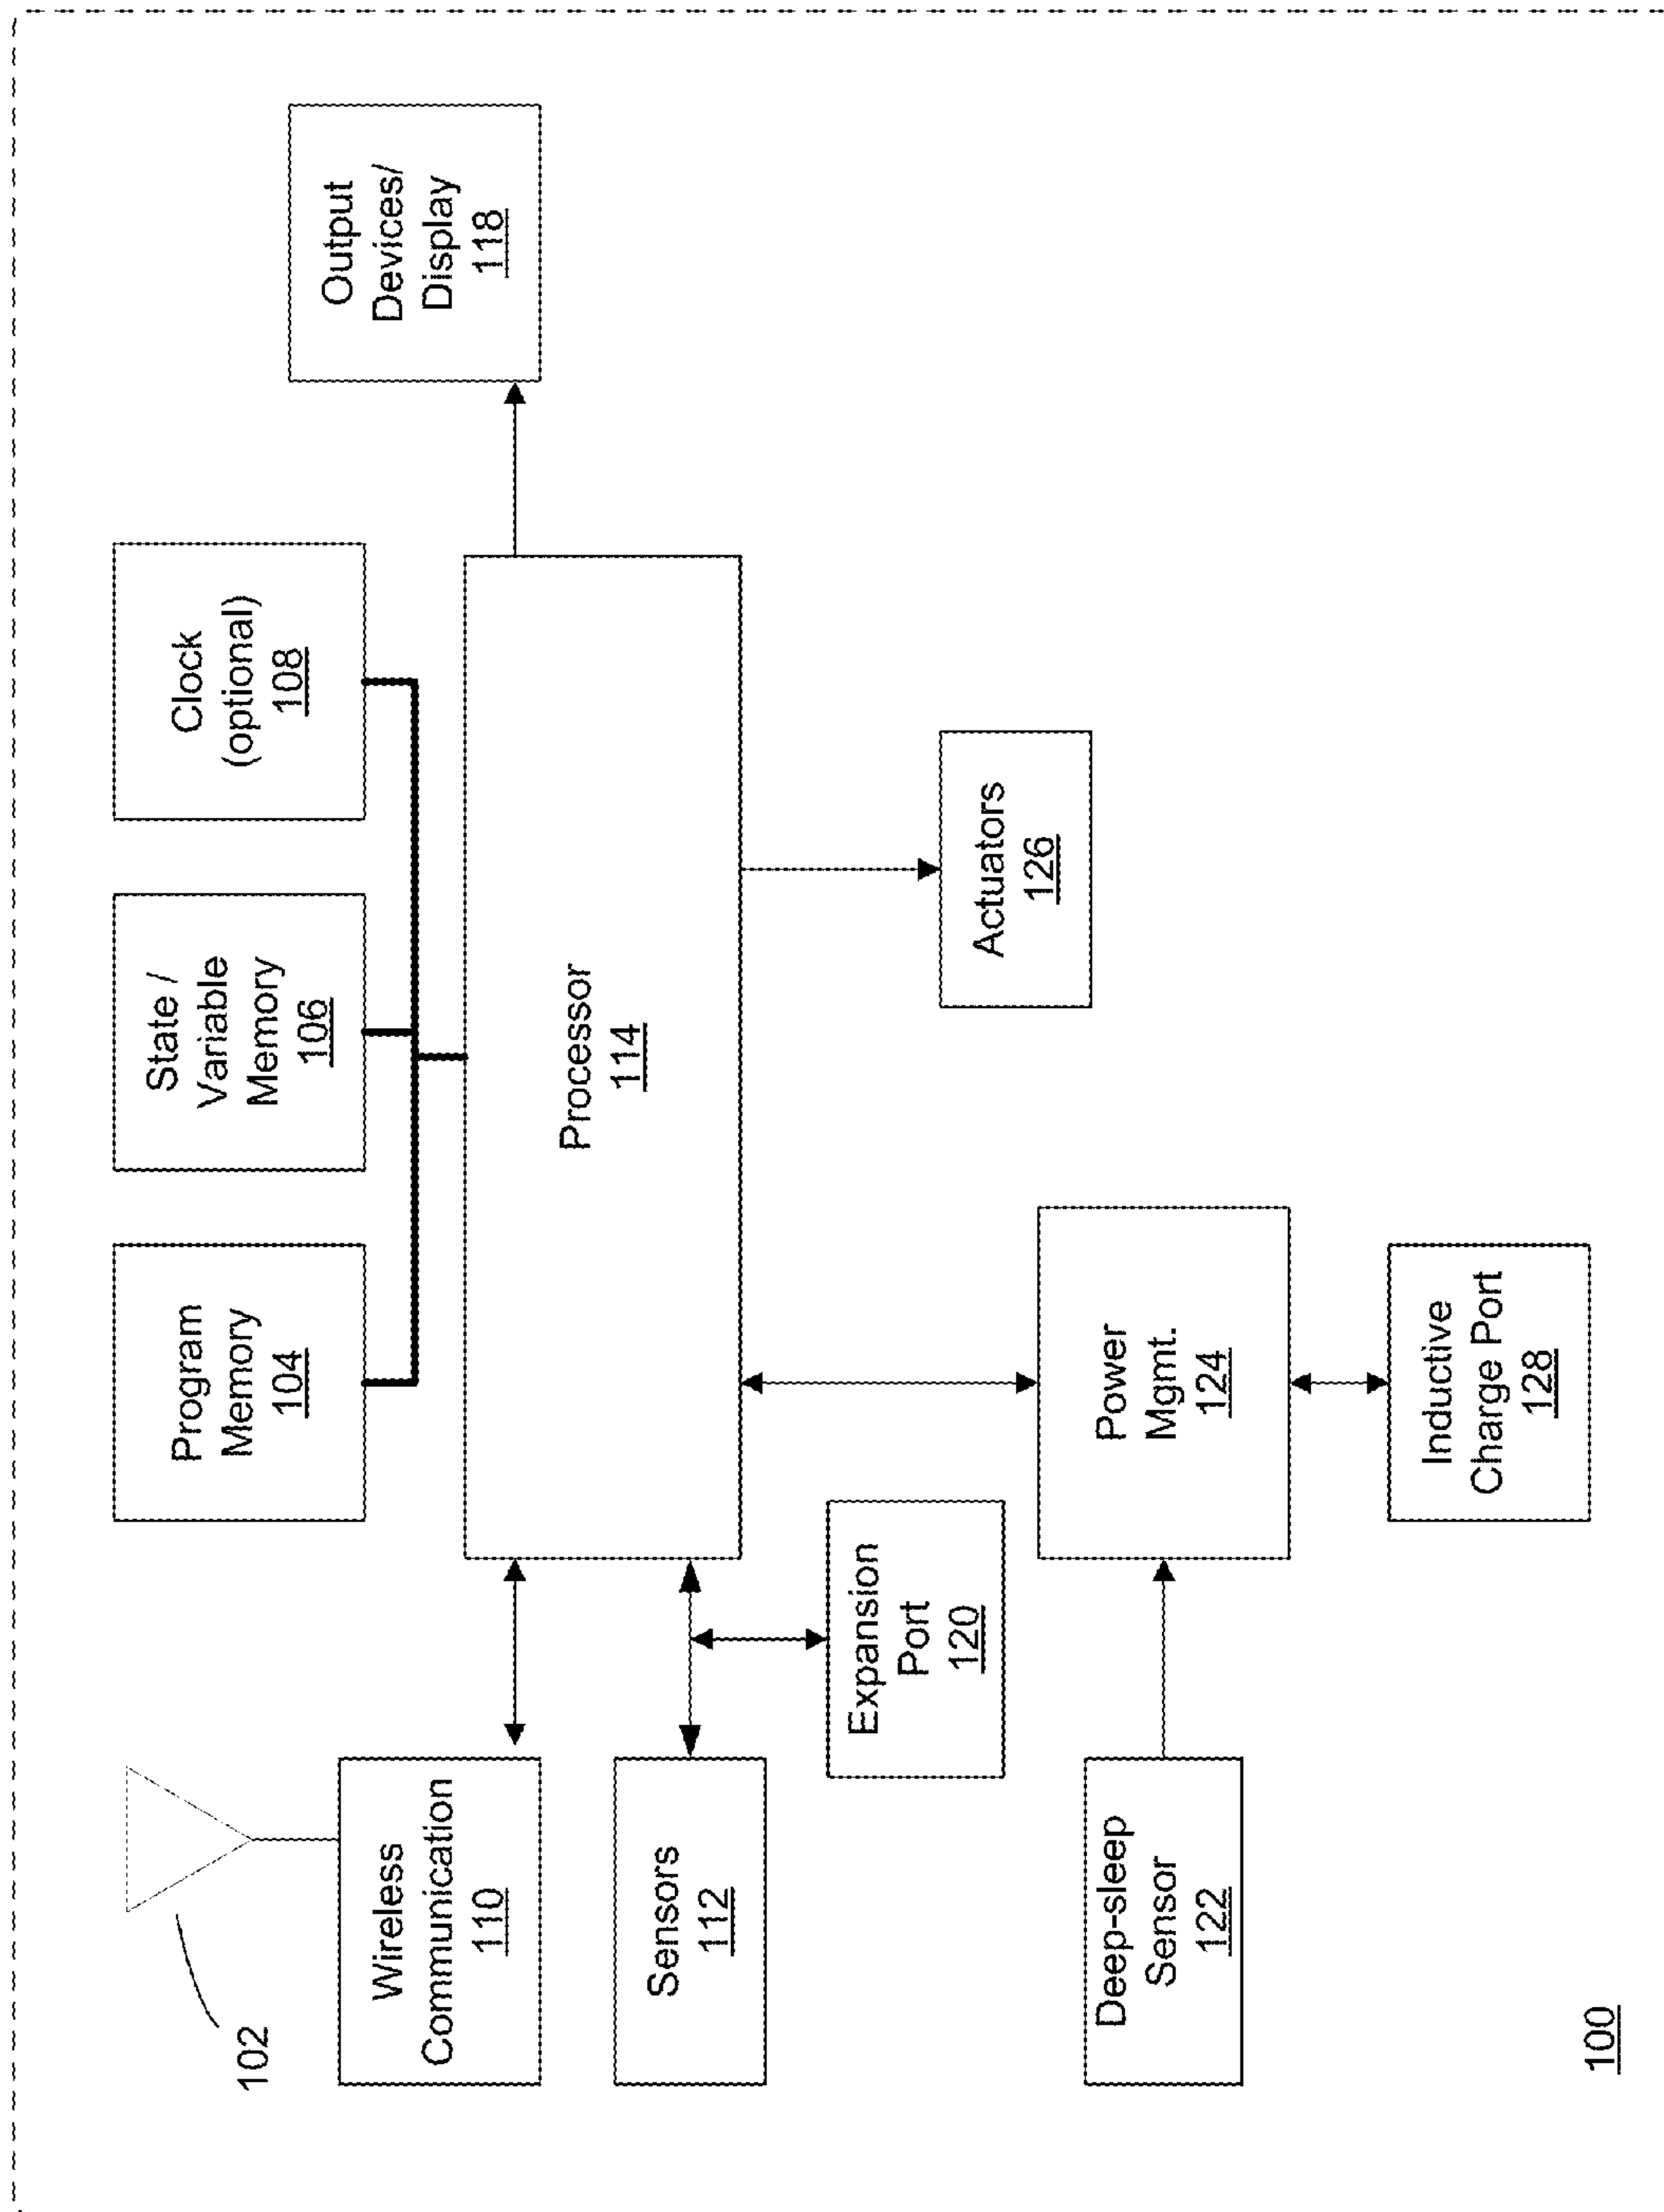 102
Program
Memory
104
State /
Variable
Memory
106
Clock
(optional)
108
Wireless
Communication
110
Output
Devices/
Display
118
Processor
114
Sensors
112
Expansion
Port
120
Actuators
126
Deep-sleep
Sensor
122
Power
Mgmt.
124
Inductive
Charge Port
128
100